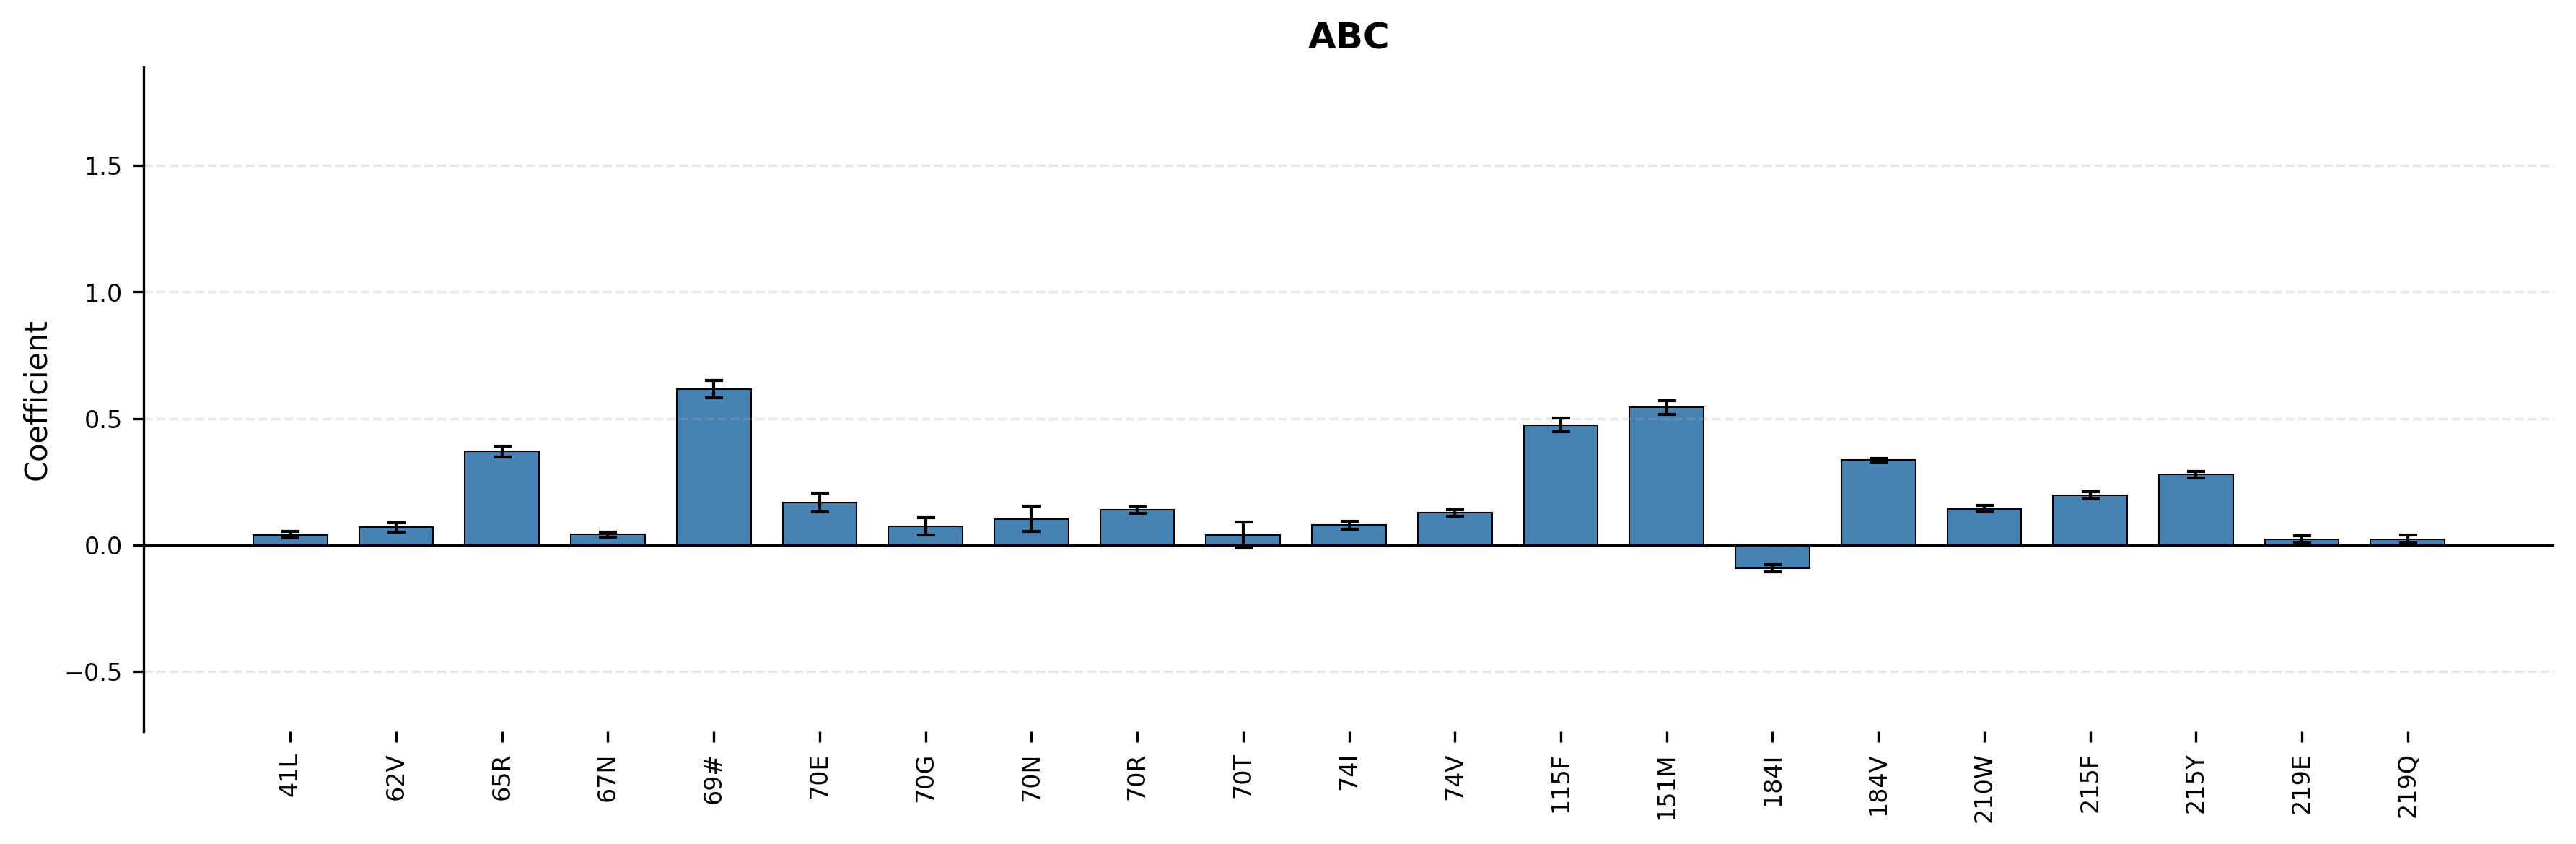 ABC
Coefficient
1.5
1.0
0.5
0.0
−0.5
41L
62V
65R
67N
69#
70E
70G
70N
70R
70T
74I
74V
115F
151M
184I
184V
210W
215F
215Y
219E
219Q